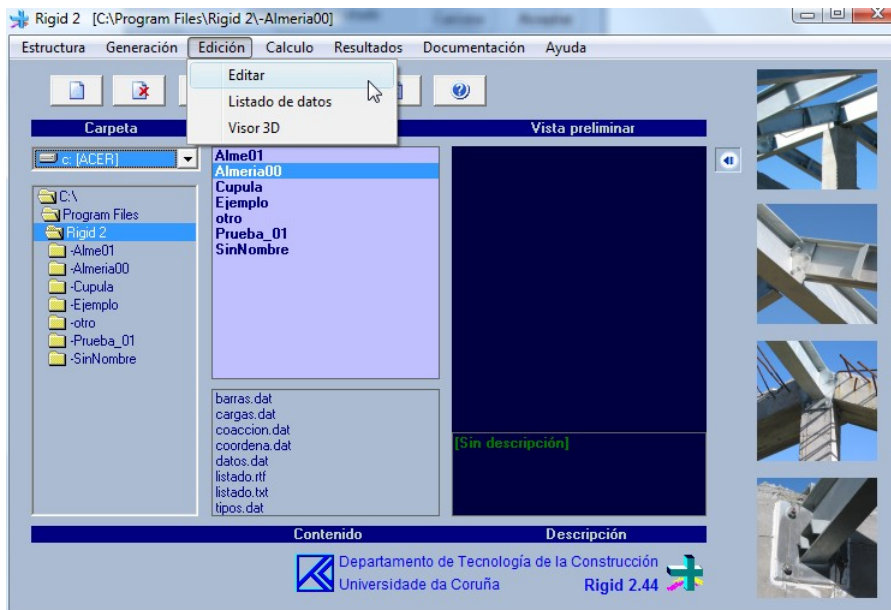 Rigid 2 [C:\Program Files\Rigid 2\-Almeria00]
Estructura Generación Edición Calculo Resultados Documentación Ayuda
Editar
Listado de datos
Visor 3D
Carpeta
Vista preliminar
c: [ACER]
C:\
Program Files
Rigid 2
-Alme01
-Almeria00
-Cupula
-Ejemplo
-otro
-Prueba_01
-SinNombre
Alme01
Almeria00
Cupula
Ejemplo
otro
Prueba_01
SinNombre
barras.dat
cargas.dat
coaccion.dat
coordena.dat
datos.dat
listado.rtf
listado.txt
tipos.dat
[Sin descripción]
Contenido
Descripción
Departamento de Tecnología de la Construcción
Universidade da Coruña
Rigid 2.44